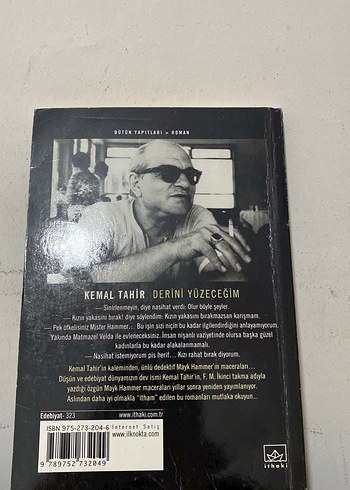 BÜTÜN YAPITLARI > ROMAN
KEMAL TAHİR DERİNİ YÜZECEĞİM
— Sinirlenmeyin, diye nasihat verdi: Olur böyle şeyler.
— Kızın yakasını bırak! diye söylendim: Kızın yakasını bırakmazsan karışmam.
— Pek öfkelisiniz Mister Hammer... Bu işin sizi niçin bu kadar ilgilendirdiğini anlayamıyorum.
Yakında Matmazel Velda ile evleneceksiniz. İnsan nişanlı vaziyetinde olursa başka güzel
kadınlarla bu kadar alakalanmamalı.
— Nasihat istemiyorum pis herif... Kızı rahat bırak diyorum.
Kemal Tahir'in kaleminden, ünlü dedektif Mayk Hammer'in maceraları...
Düşün ve edebiyat dünyamızın dev ismi Kemal Tahir'in, F. M. İkinci takma adıyla
yazdığı özgün Mayk Hammer maceraları yıllar sonra yeniden yayımlanıyor.
Aslından daha iyi olmakla "itham" edilen bu romanları mutlaka okuyun...
Edebiyat- 323
www.ithaki.com.tr
ISBN 975-273-204-6
İnternet Satış
www.ilknokta.com
9 789752 732049
ithaki